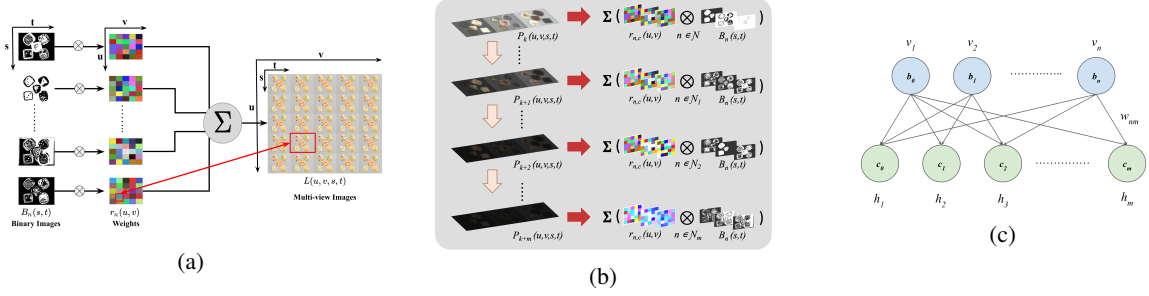 t
s
v
u
⊗
⊗
⊗
⊗
Σ
v
t
s
u
B_n(s,t)
Binary Images
r_n(u,v)
Weights
L(u,v,s,t)
Multi-view Images
(a)
P_k(u,v,s,t)
Σ ( r_{n,c}(u,v) ⊗ n ∈ N B_n(s,t) )
P_{k+1}(u,v,s,t)
Σ ( r_{n,c}(u,v) ⊗ n ∈ N_1 B_n(s,t) )
P_{k+2}(u,v,s,t)
Σ ( r_{n,c}(u,v) ⊗ n ∈ N_2 B_n(s,t) )
P_{k+m}(u,v,s,t)
Σ ( r_{n,c}(u,v) ⊗ n ∈ N_m B_n(s,t) )
(b)
v_1 v_2 v_n
b_0 b_1 b_n
w_{nm}
c_0 c_1 c_2 c_m
h_1 h_2 h_3 h_m
(c)